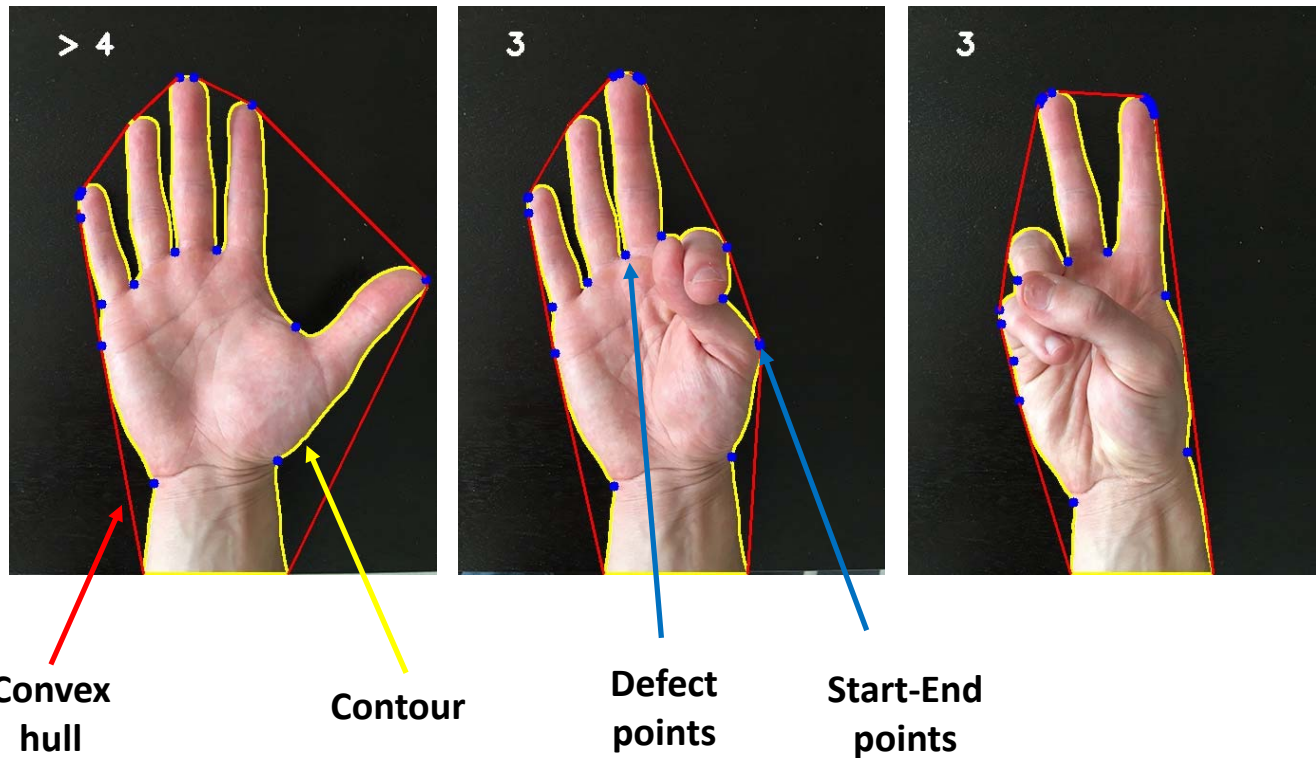 > 4
3
3
Convex
hull
Contour
Defect
points
Start-End
points